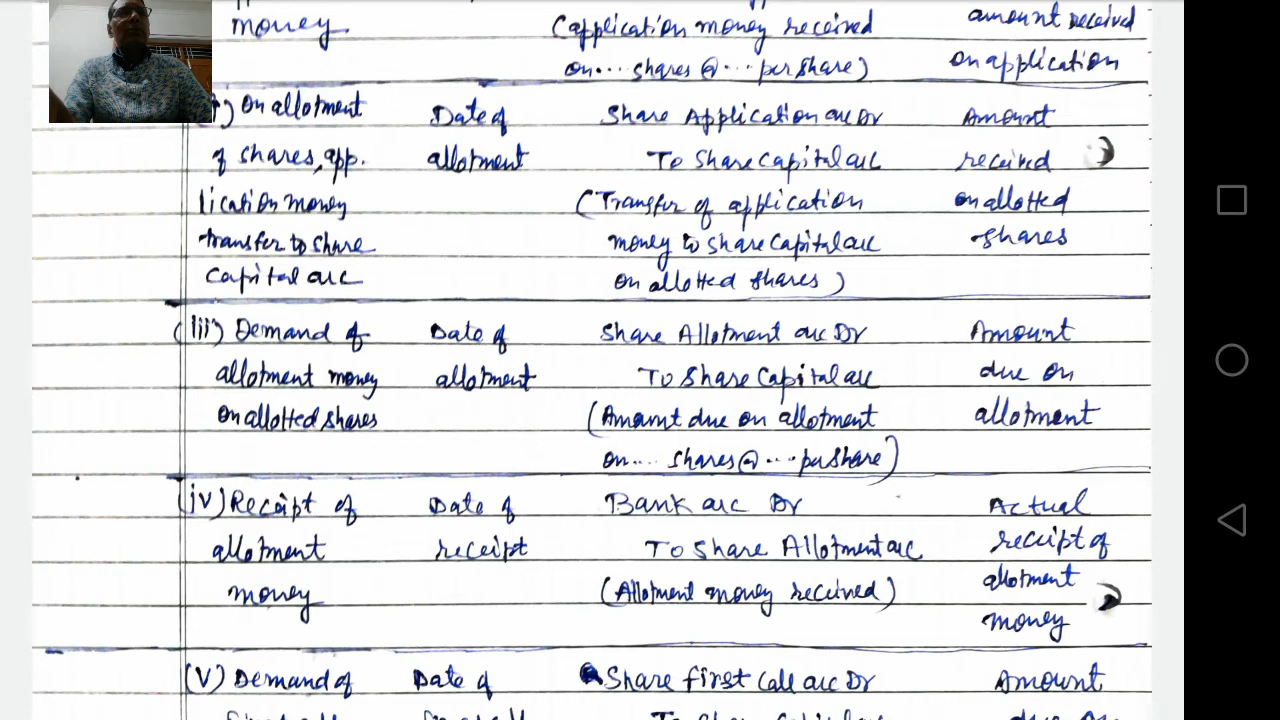 money (application money received amount received
on.... shares @ ... per share) on application
) on allotment Date of Share Application a/c Dr Amount
of shares, app. allotment To Share Capital a/c received
lication money (Transfer of application on allotted
transfer to share money to share capital a/c shares
capital a/c on allotted shares)
(iii) Demand of Date of Share Allotment a/c Dr Amount
allotment money allotment To Share Capital a/c due on
on allotted shares (Amount due on allotment allotment
on.... shares @ ... per share)
(iv) Receipt of Date of Bank a/c Dr Actual
allotment receipt To Share Allotment a/c receipt of
money (Allotment money received) allotment
money
(v) Demand of Date of Share first call a/c Dr Amount